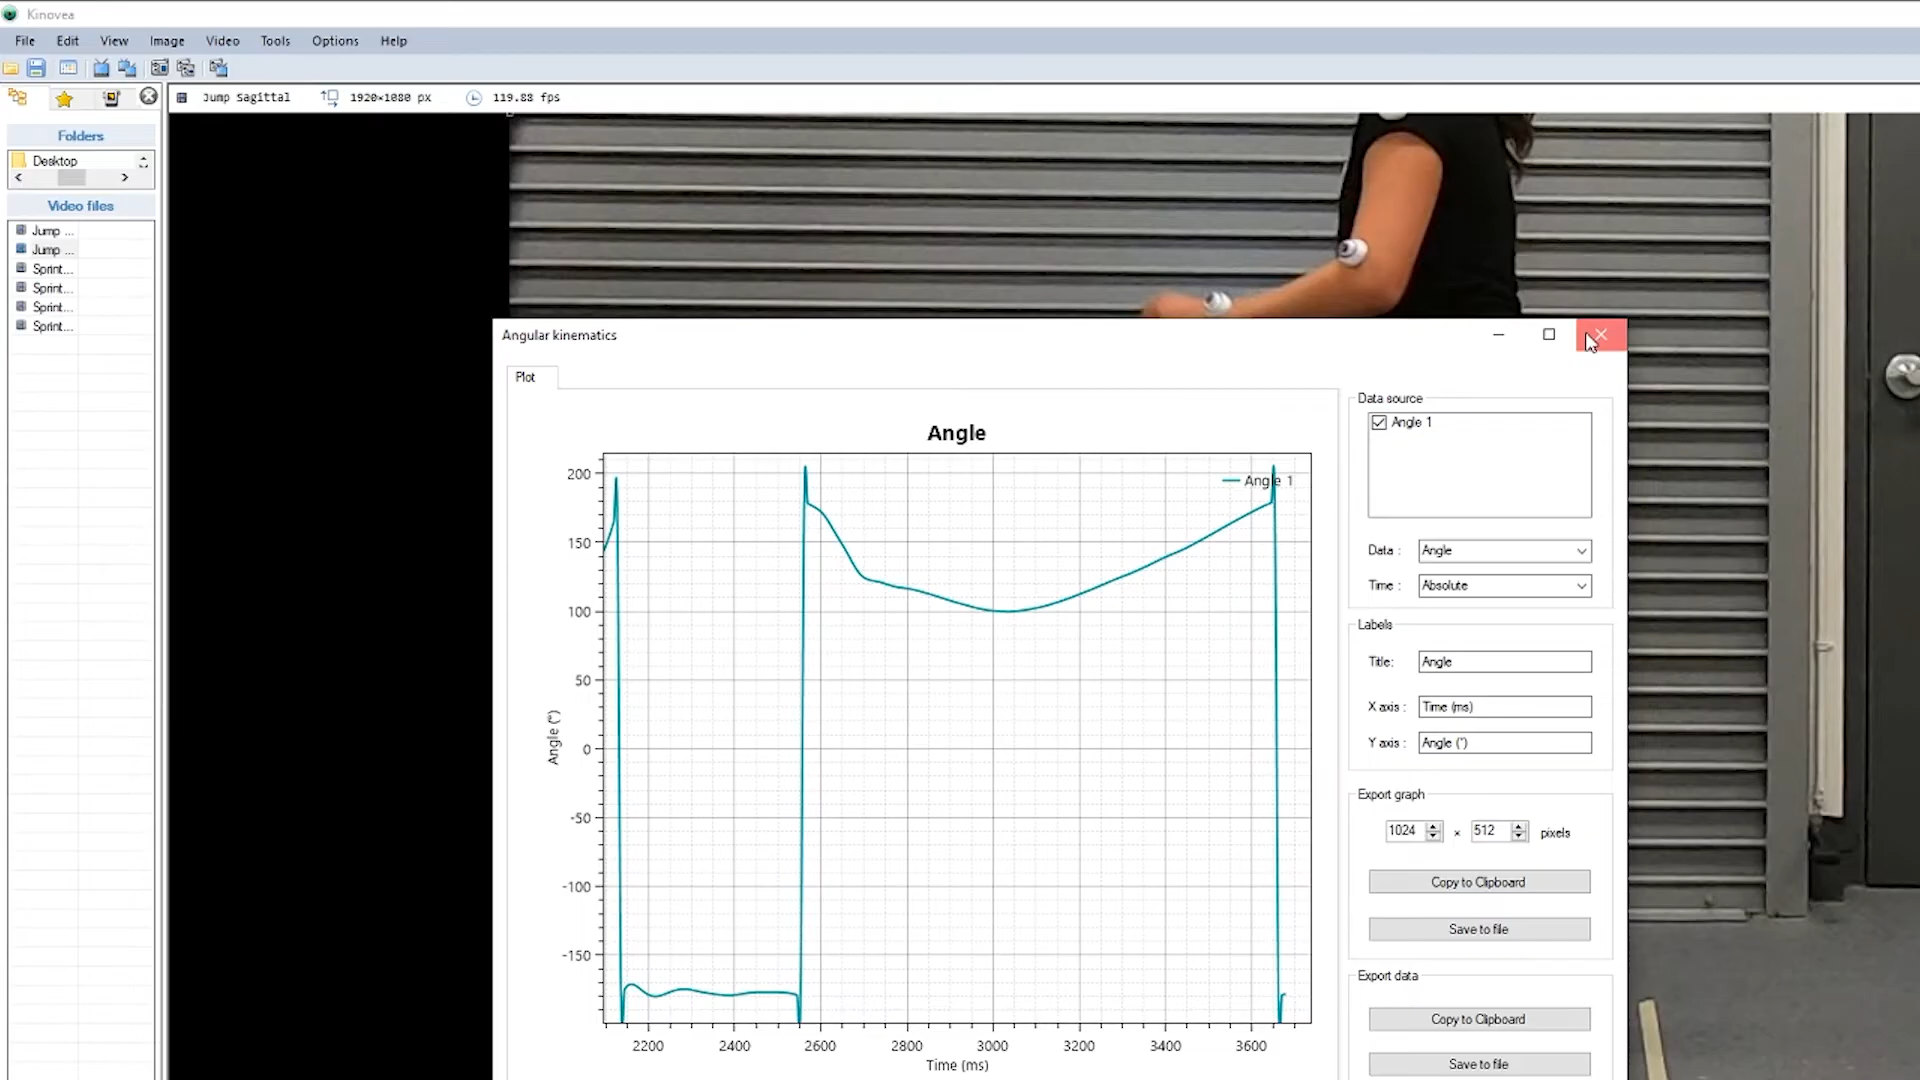 Kinovea
File Edit View Image Video Tools Options Help
Jump Sagittal 1920×1080 px 119.88 fps
Folders
Desktop
Video files
Jump ...
Jump ...
Sprint...
Sprint...
Sprint...
Sprint...
Angular kinematics
Plot
Angle
200
150
100
50
0
-50
-100
-150
Angle (°)
Angle 1
2200 2400 2600 2800 3000 3200 3400 3600
Time (ms)
Data source
Angle 1
Data : Angle
Time : Absolute
Labels
Title: Angle
X axis : Time (ms)
Y axis : Angle (°)
Export graph
1024 × 512 pixels
Copy to Clipboard
Save to file
Export data
Copy to Clipboard
Save to file